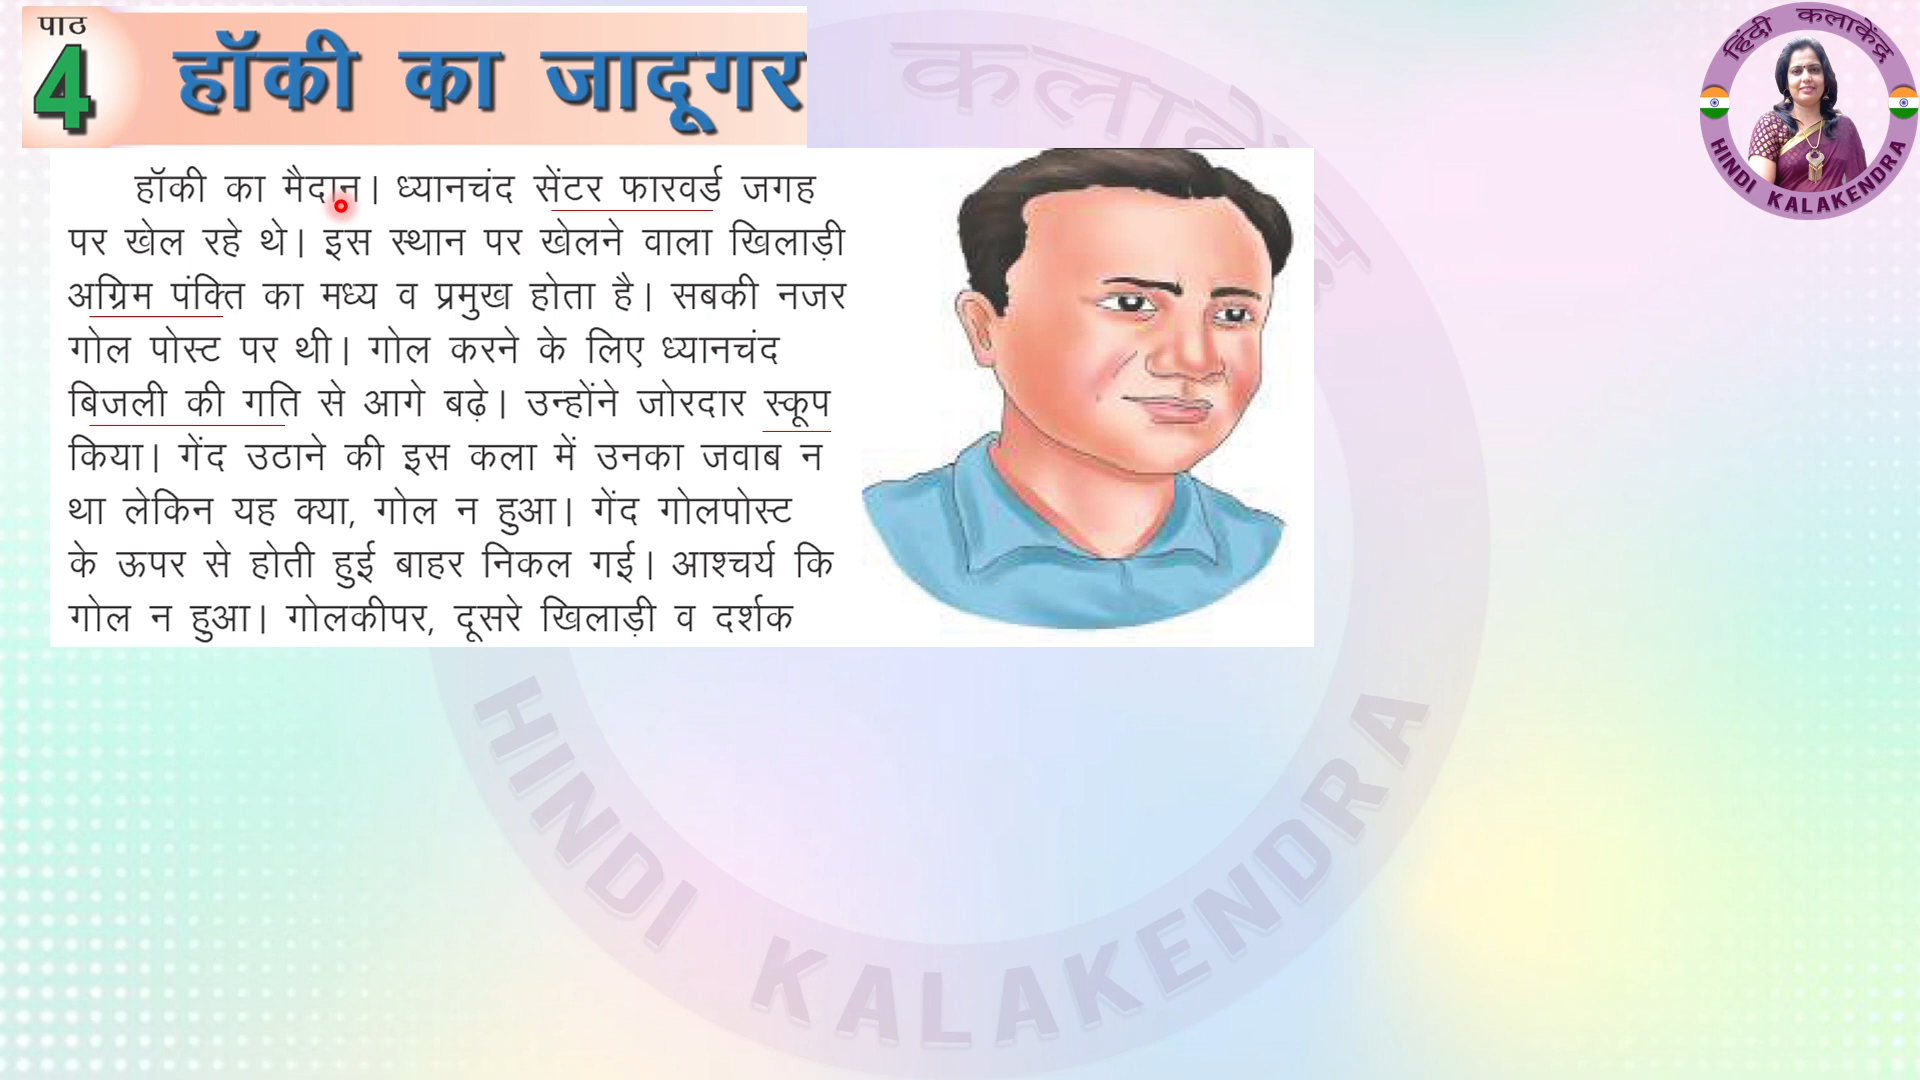 पाठ
4
हॉकी का जादूगर
हॉकी का मैदान। ध्यानचंद सेंटर फारवर्ड जगह
पर खेल रहे थे। इस स्थान पर खेलने वाला खिलाड़ी
अग्रिम पंक्ति का मध्य व प्रमुख होता है। सबकी नजर
गोल पोस्ट पर थी। गोल करने के लिए ध्यानचंद
बिजली की गति से आगे बढ़े। उन्होंने जोरदार स्कूप
किया। गेंद उठाने की इस कला में उनका जवाब न
था लेकिन यह क्या, गोल न हुआ। गेंद गोलपोस्ट
के ऊपर से होती हुई बाहर निकल गई। आश्चर्य कि
गोल न हुआ। गोलकीपर, दूसरे खिलाड़ी व दर्शक
हिंदी कलाकेंद्र
HINDI KALAKENDRA
कलाकेंद्र
HINDI KALAKENDRA